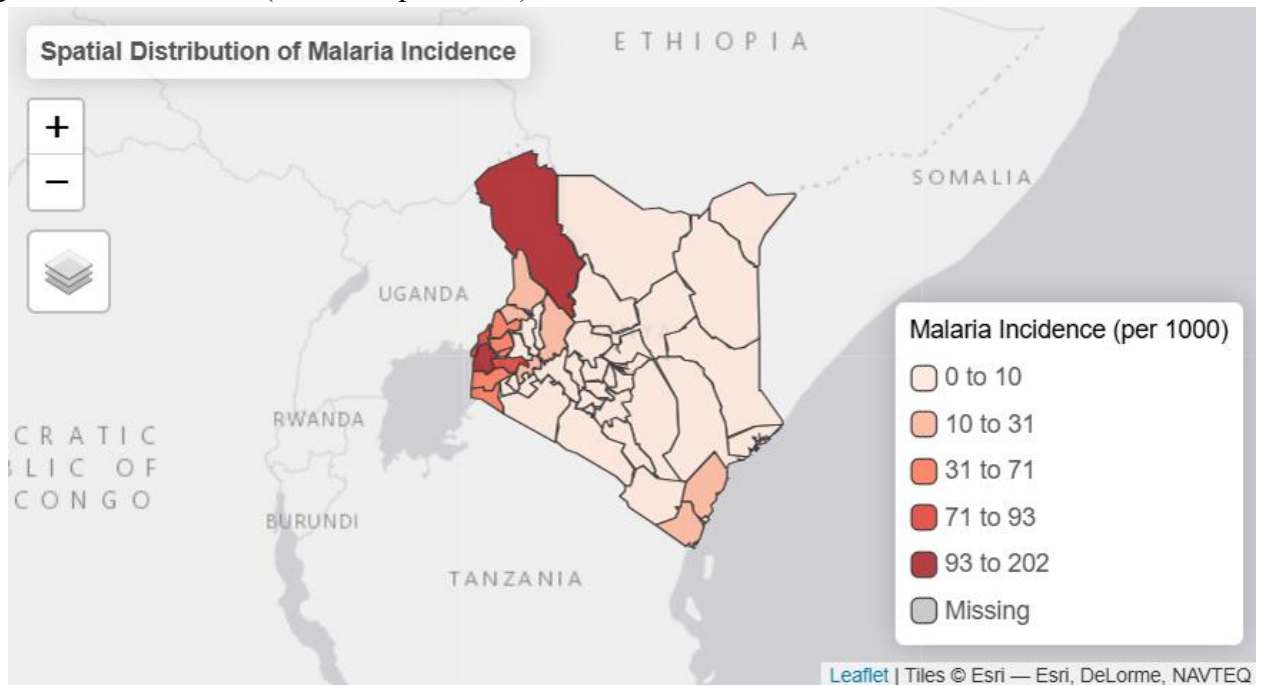 Spatial Distribution of Malaria Incidence
+
−
ETHIOPIA
SOMALIA
UGANDA
RWANDA
BURUNDI
TANZANIA
CRATIC
BLIC OF
CONGO
Malaria Incidence (per 1000)
0 to 10
10 to 31
31 to 71
71 to 93
93 to 202
Missing
Leaflet | Tiles © Esri — Esri, DeLorme, NAVTEQ